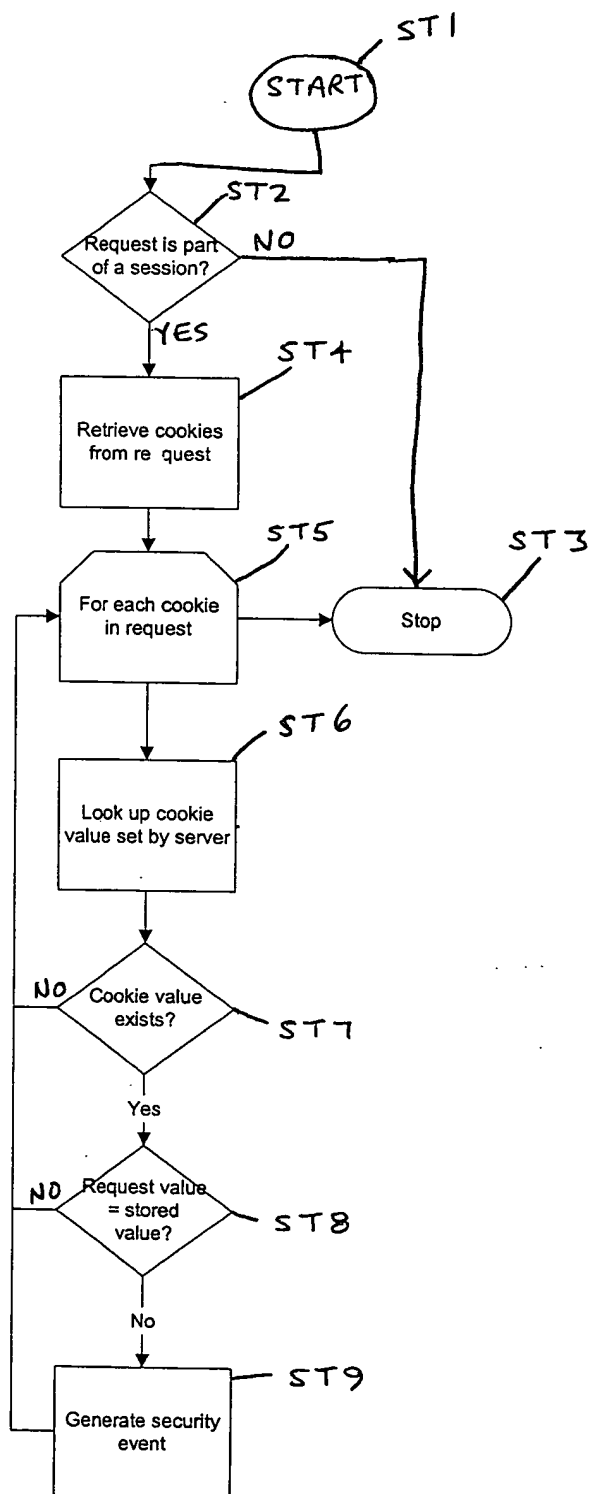 ST1
START
ST2
Request is part
of a session?
NO
YES
ST4
Retrieve cookies
from re quest
ST5
ST3
For each cookie
in request
Stop
ST6
Look up cookie
value set by server
NO
Cookie value
exists?
ST7
Yes
NO
Request value
= stored
value?
ST8
No
ST9
Generate security
event